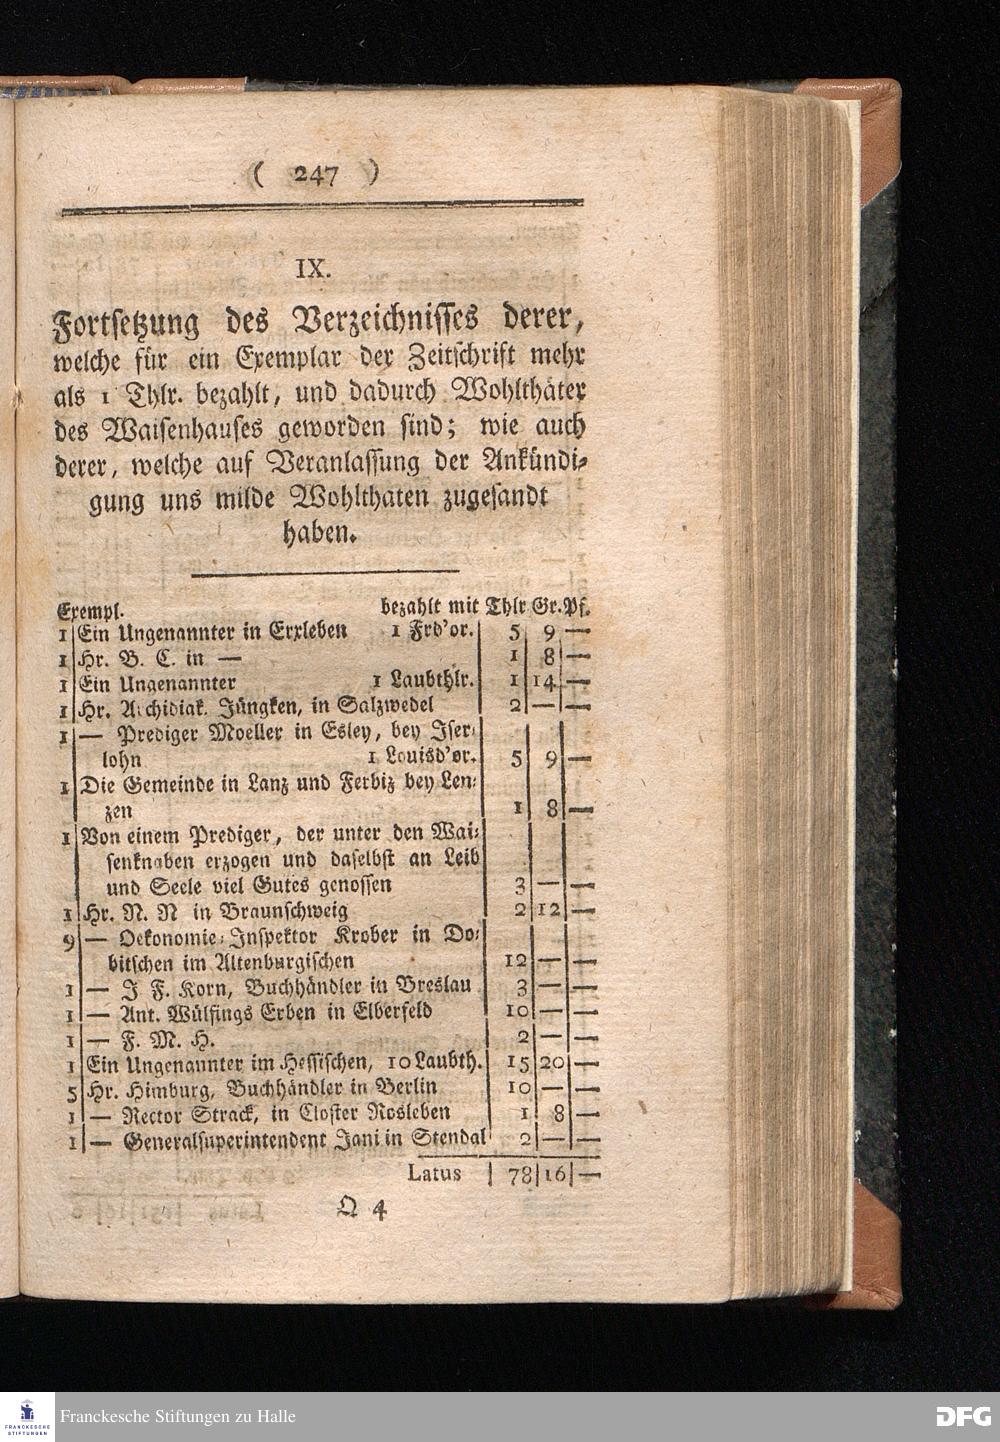 ( 247 )
IX.
Fortsetzung des Verzeichnisses derer,
welche für ein Exemplar der Zeitschrift mehr
als 1 Thlr. bezahlt, und dadurch Wohlthäter
des Waisenhauses geworden sind; wie auch
derer, welche auf Veranlassung der Ankündi-
gung uns milde Wohlthaten zugesandt
haben.
Exempl. bezahlt mit Thlr Gr. Pf.
1 Ein Ungenannter in Erxleben 1 Frd'or. 5 9 —
1 Hr. B. C. in — 1 8 —
1 Ein Ungenannter 1 Laubthlr. 1 14 —
1 Hr. Archidiak. Jüngken, in Salzwedel 2 — —
1 — Prediger Moeller in Esley, bey Iser-
lohn 1 Louisd'or. 5 9 —
1 Die Gemeinde in Lanz und Ferbiz bey Len-
zen 1 8 —
1 Von einem Prediger, der unter den Wai-
senknaben erzogen und daselbst an Leib
und Seele viel Gutes genossen 3 — —
1 Hr. N. N in Braunschweig 2 12 —
9 — Oekonomie-Inspektor Krober in Do-
bitschen im Altenburgischen 12 — —
1 — J F. Korn, Buchhändler in Breslau 3 — —
1 — Ant. Wülfings Erben in Elberfeld 10 — —
1 — F. M. H. 2 — —
1 Ein Ungenannter im Hessischen, 10 Laubth. 15 20 —
5 Hr. Himburg, Buchhändler in Berlin 10 — —
1 — Rector Strack, in Closter Rosleben 1 8 —
1 — Generalsuperintendent Jani in Stendal 2 — —
Latus 78 16 —
Q 4
FRANCKESCHE STIFTUNGEN
Franckesche Stiftungen zu Halle
DFG